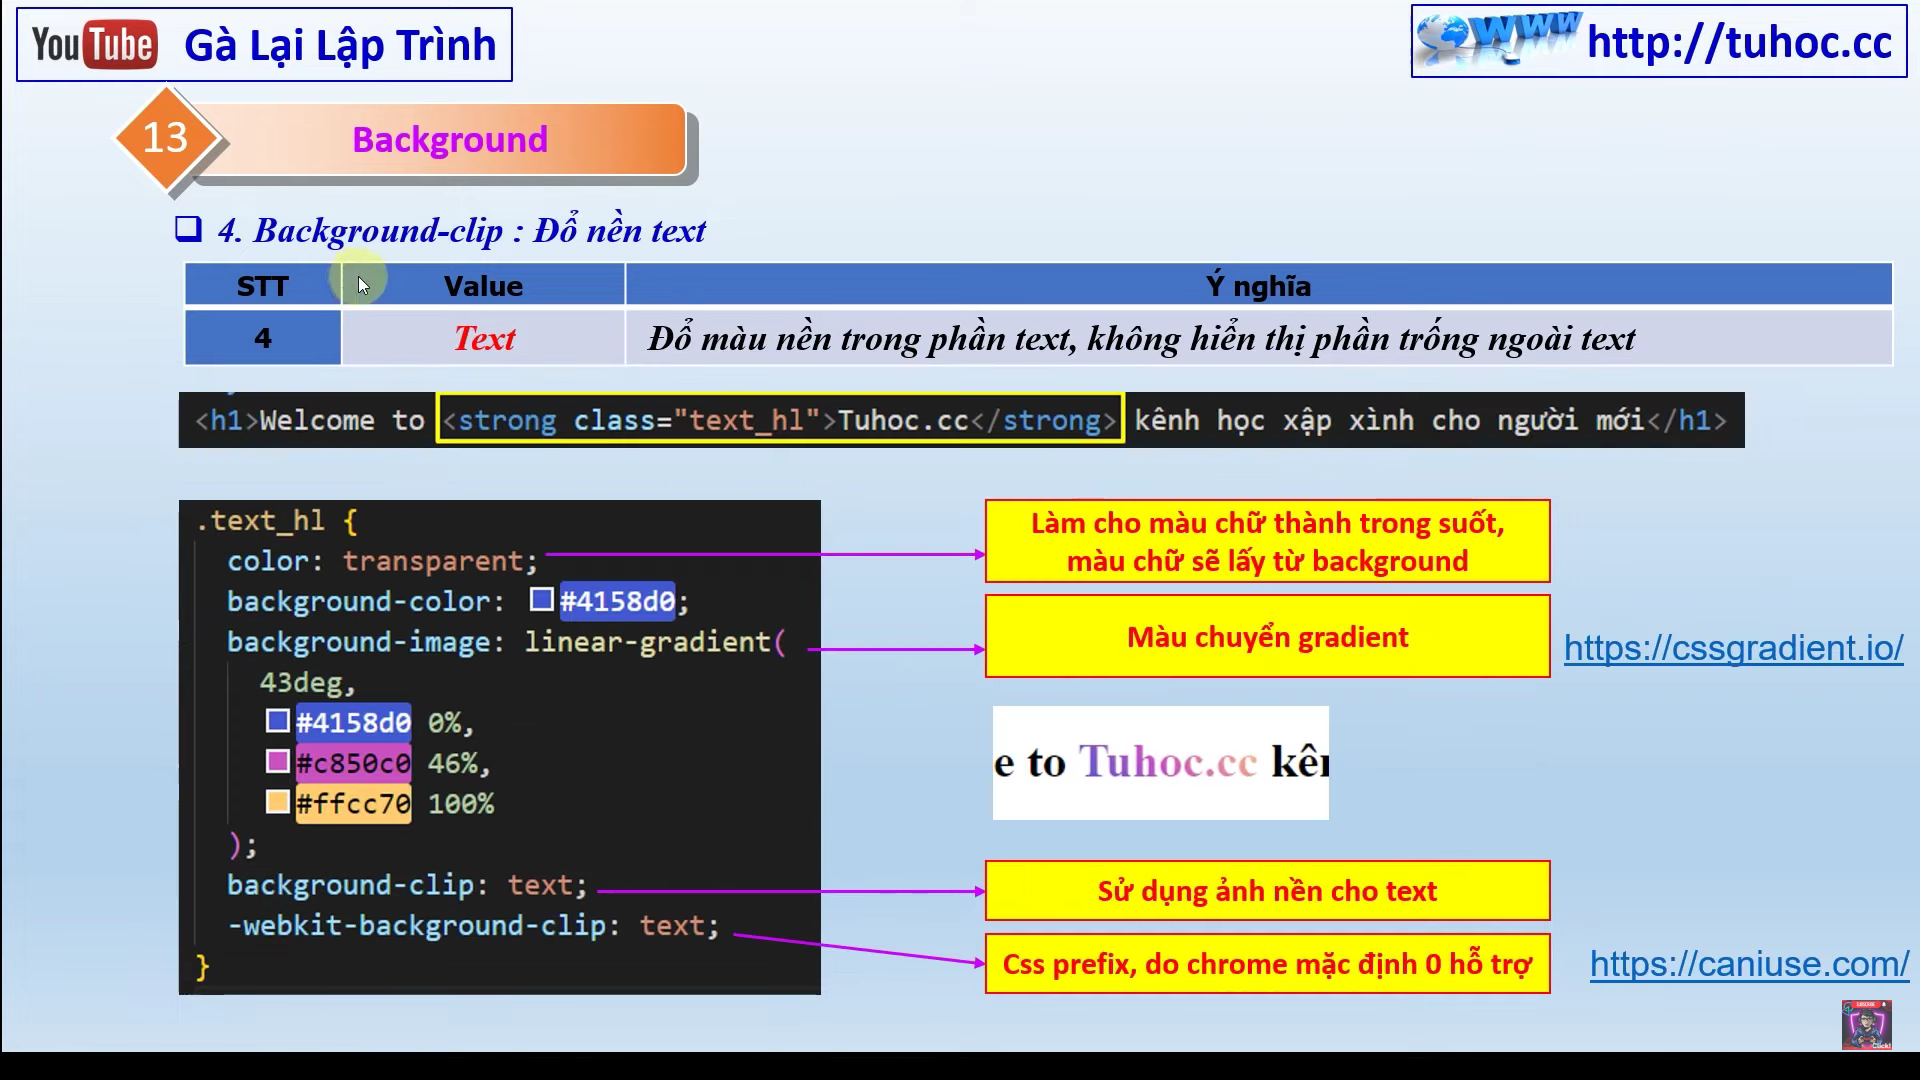 YouTube Gà Lại Lập Trình
WWW http://tuhoc.cc
13 Background
4. Background-clip : Đổ nền text
STT Value Ý nghĩa
4 Text Đổ màu nền trong phần text, không hiển thị phần trống ngoài text
<h1>Welcome to <strong class="text_hl">Tuhoc.cc</strong> kênh học xập xình cho người mới</h1>
.text_hl {
color: transparent;
background-color: #4158d0;
background-image: linear-gradient(
43deg,
#4158d0 0%,
#c850c0 46%,
#ffcc70 100%
);
background-clip: text;
-webkit-background-clip: text;
}
Làm cho màu chữ thành trong suốt,
màu chữ sẽ lấy từ background
Màu chuyển gradient
https://cssgradient.io/
e to Tuhoc.cc kên
Sử dụng ảnh nền cho text
Css prefix, do chrome mặc định 0 hỗ trợ
https://caniuse.com/